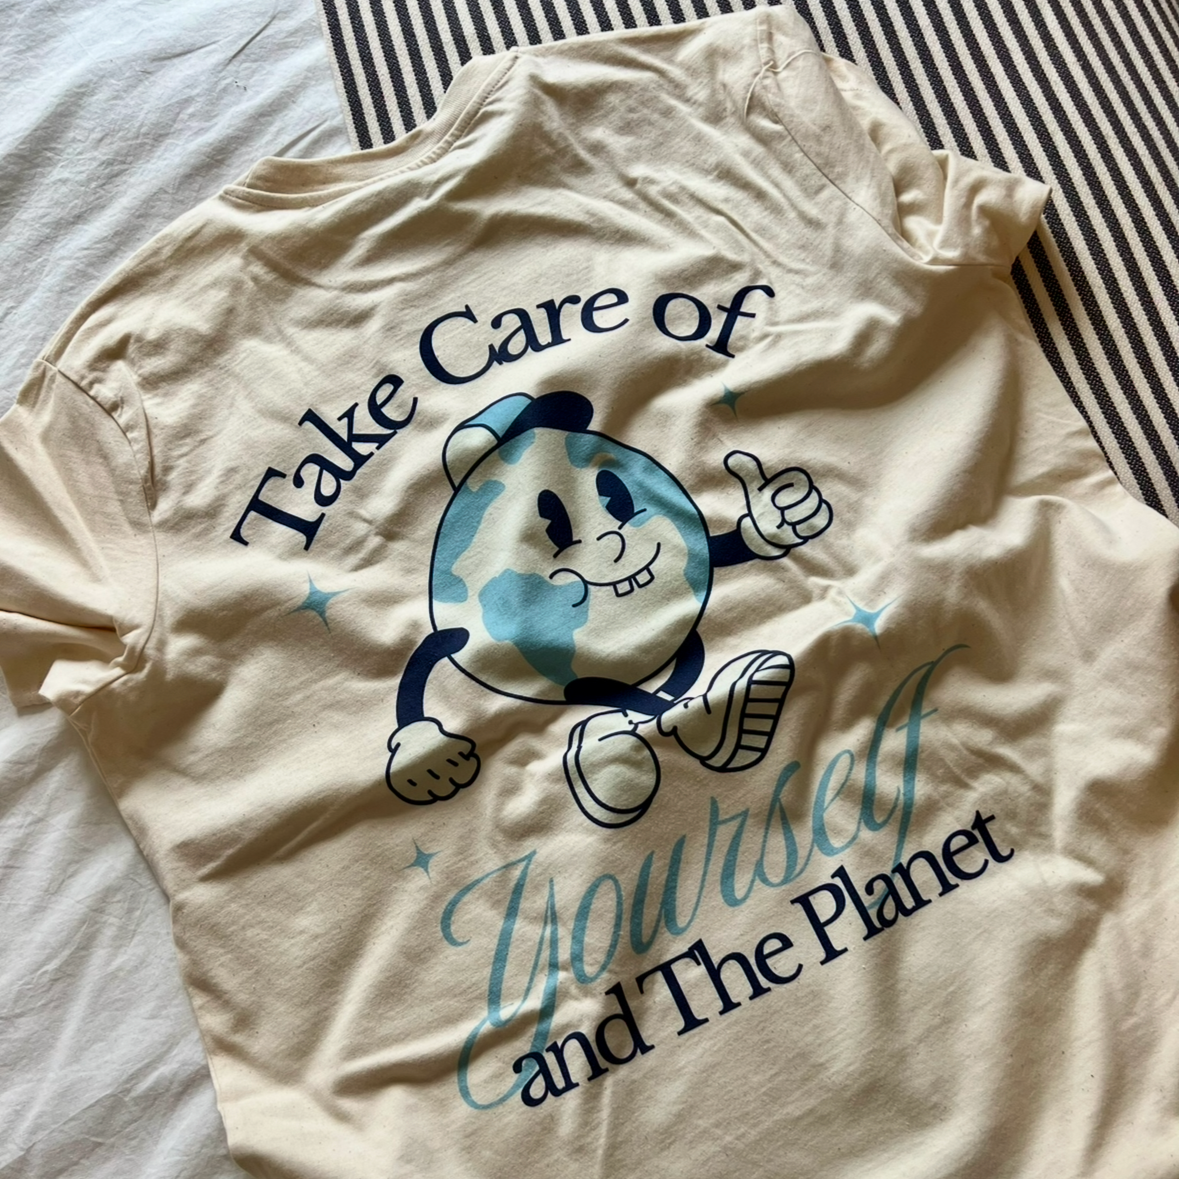 Take Care of
Yourself
and The Planet